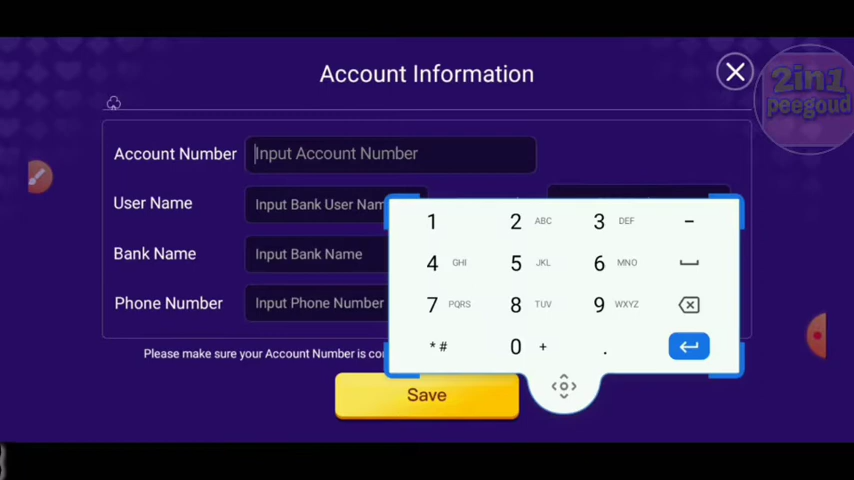 Account Information
2in1
peegoud
Account Number
Input Account Number
User Name
Input Bank User Nam
Bank Name
Input Bank Name
Phone Number
Input Phone Number
1 2 ABC 3 DEF -
4 GHI 5 JKL 6 MNO
7 PQRS 8 TUV 9 WXYZ
*# 0 + .
Please make sure your Account Number is co
Save